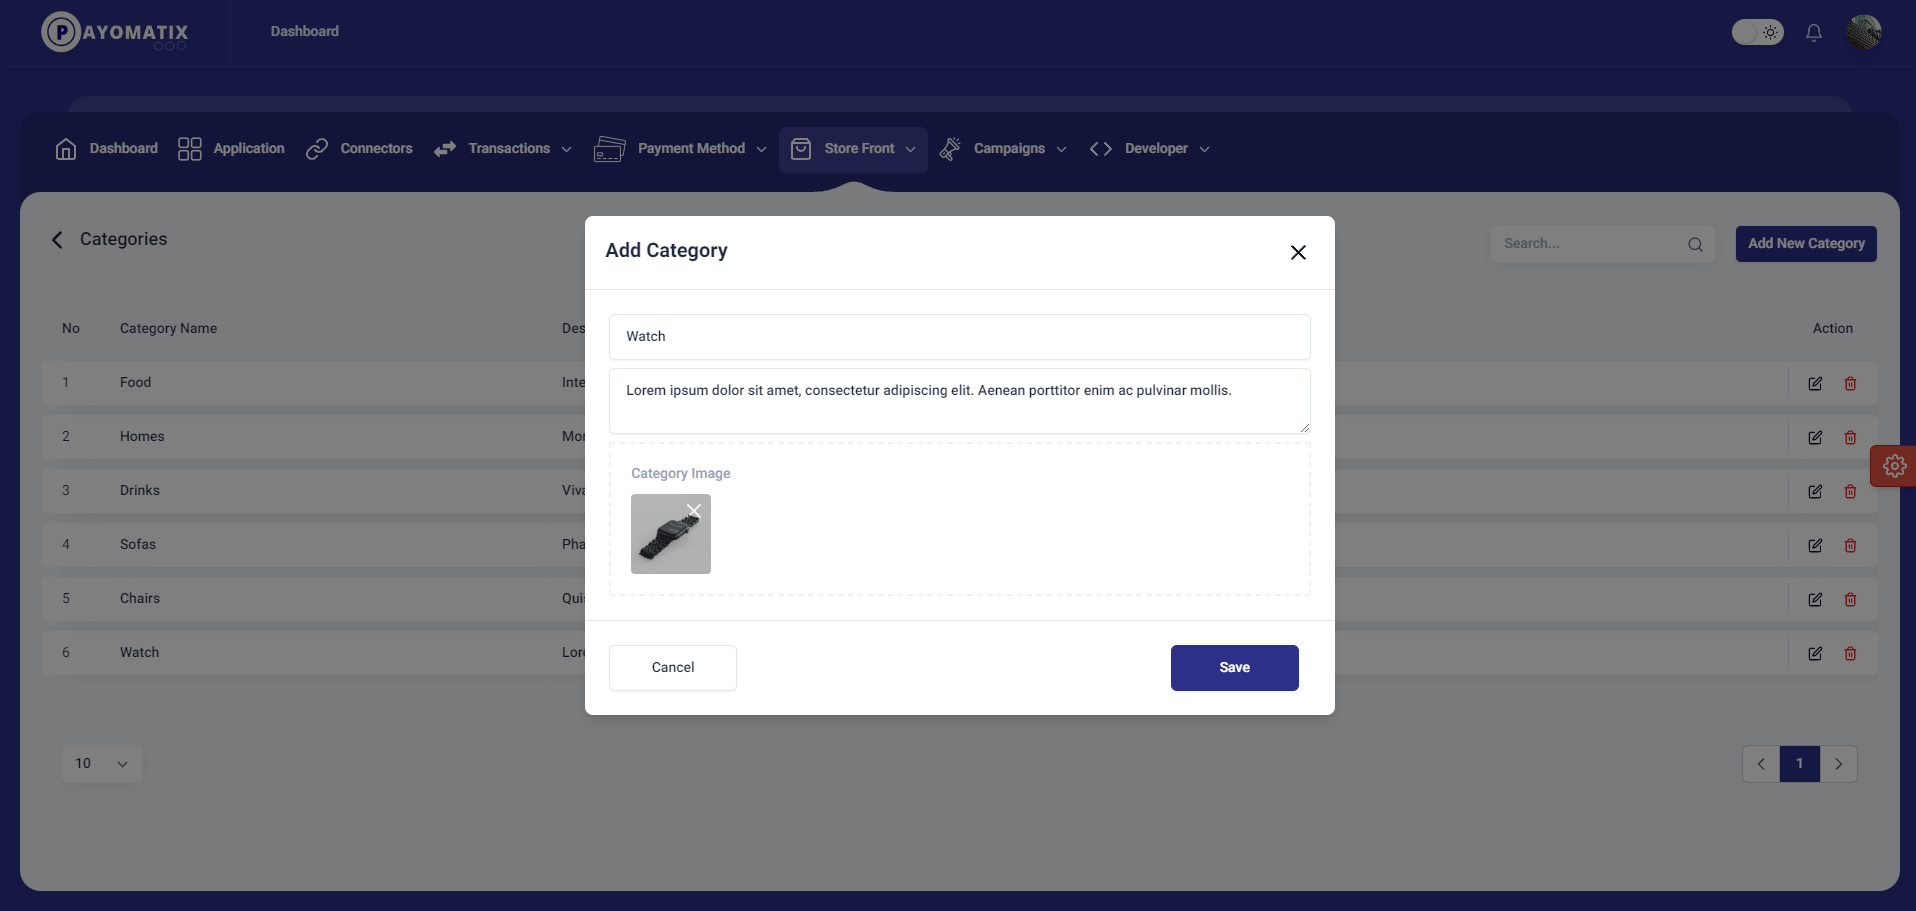 PAYOMATIX
Dashboard
Dashboard
Application
Connectors
Transactions
Payment Method
Store Front
Campaigns
Developer
Categories
Search...
Add New Category
No
Category Name
Des
Action
1
Food
Inte
2
Homes
Mor
3
Drinks
Viva
4
Sofas
Pha
5
Chairs
Quis
6
Watch
Lore
10
1
Add Category
Watch
Lorem ipsum dolor sit amet, consectetur adipiscing elit. Aenean porttitor enim ac pulvinar mollis.
Category Image
Cancel
Save